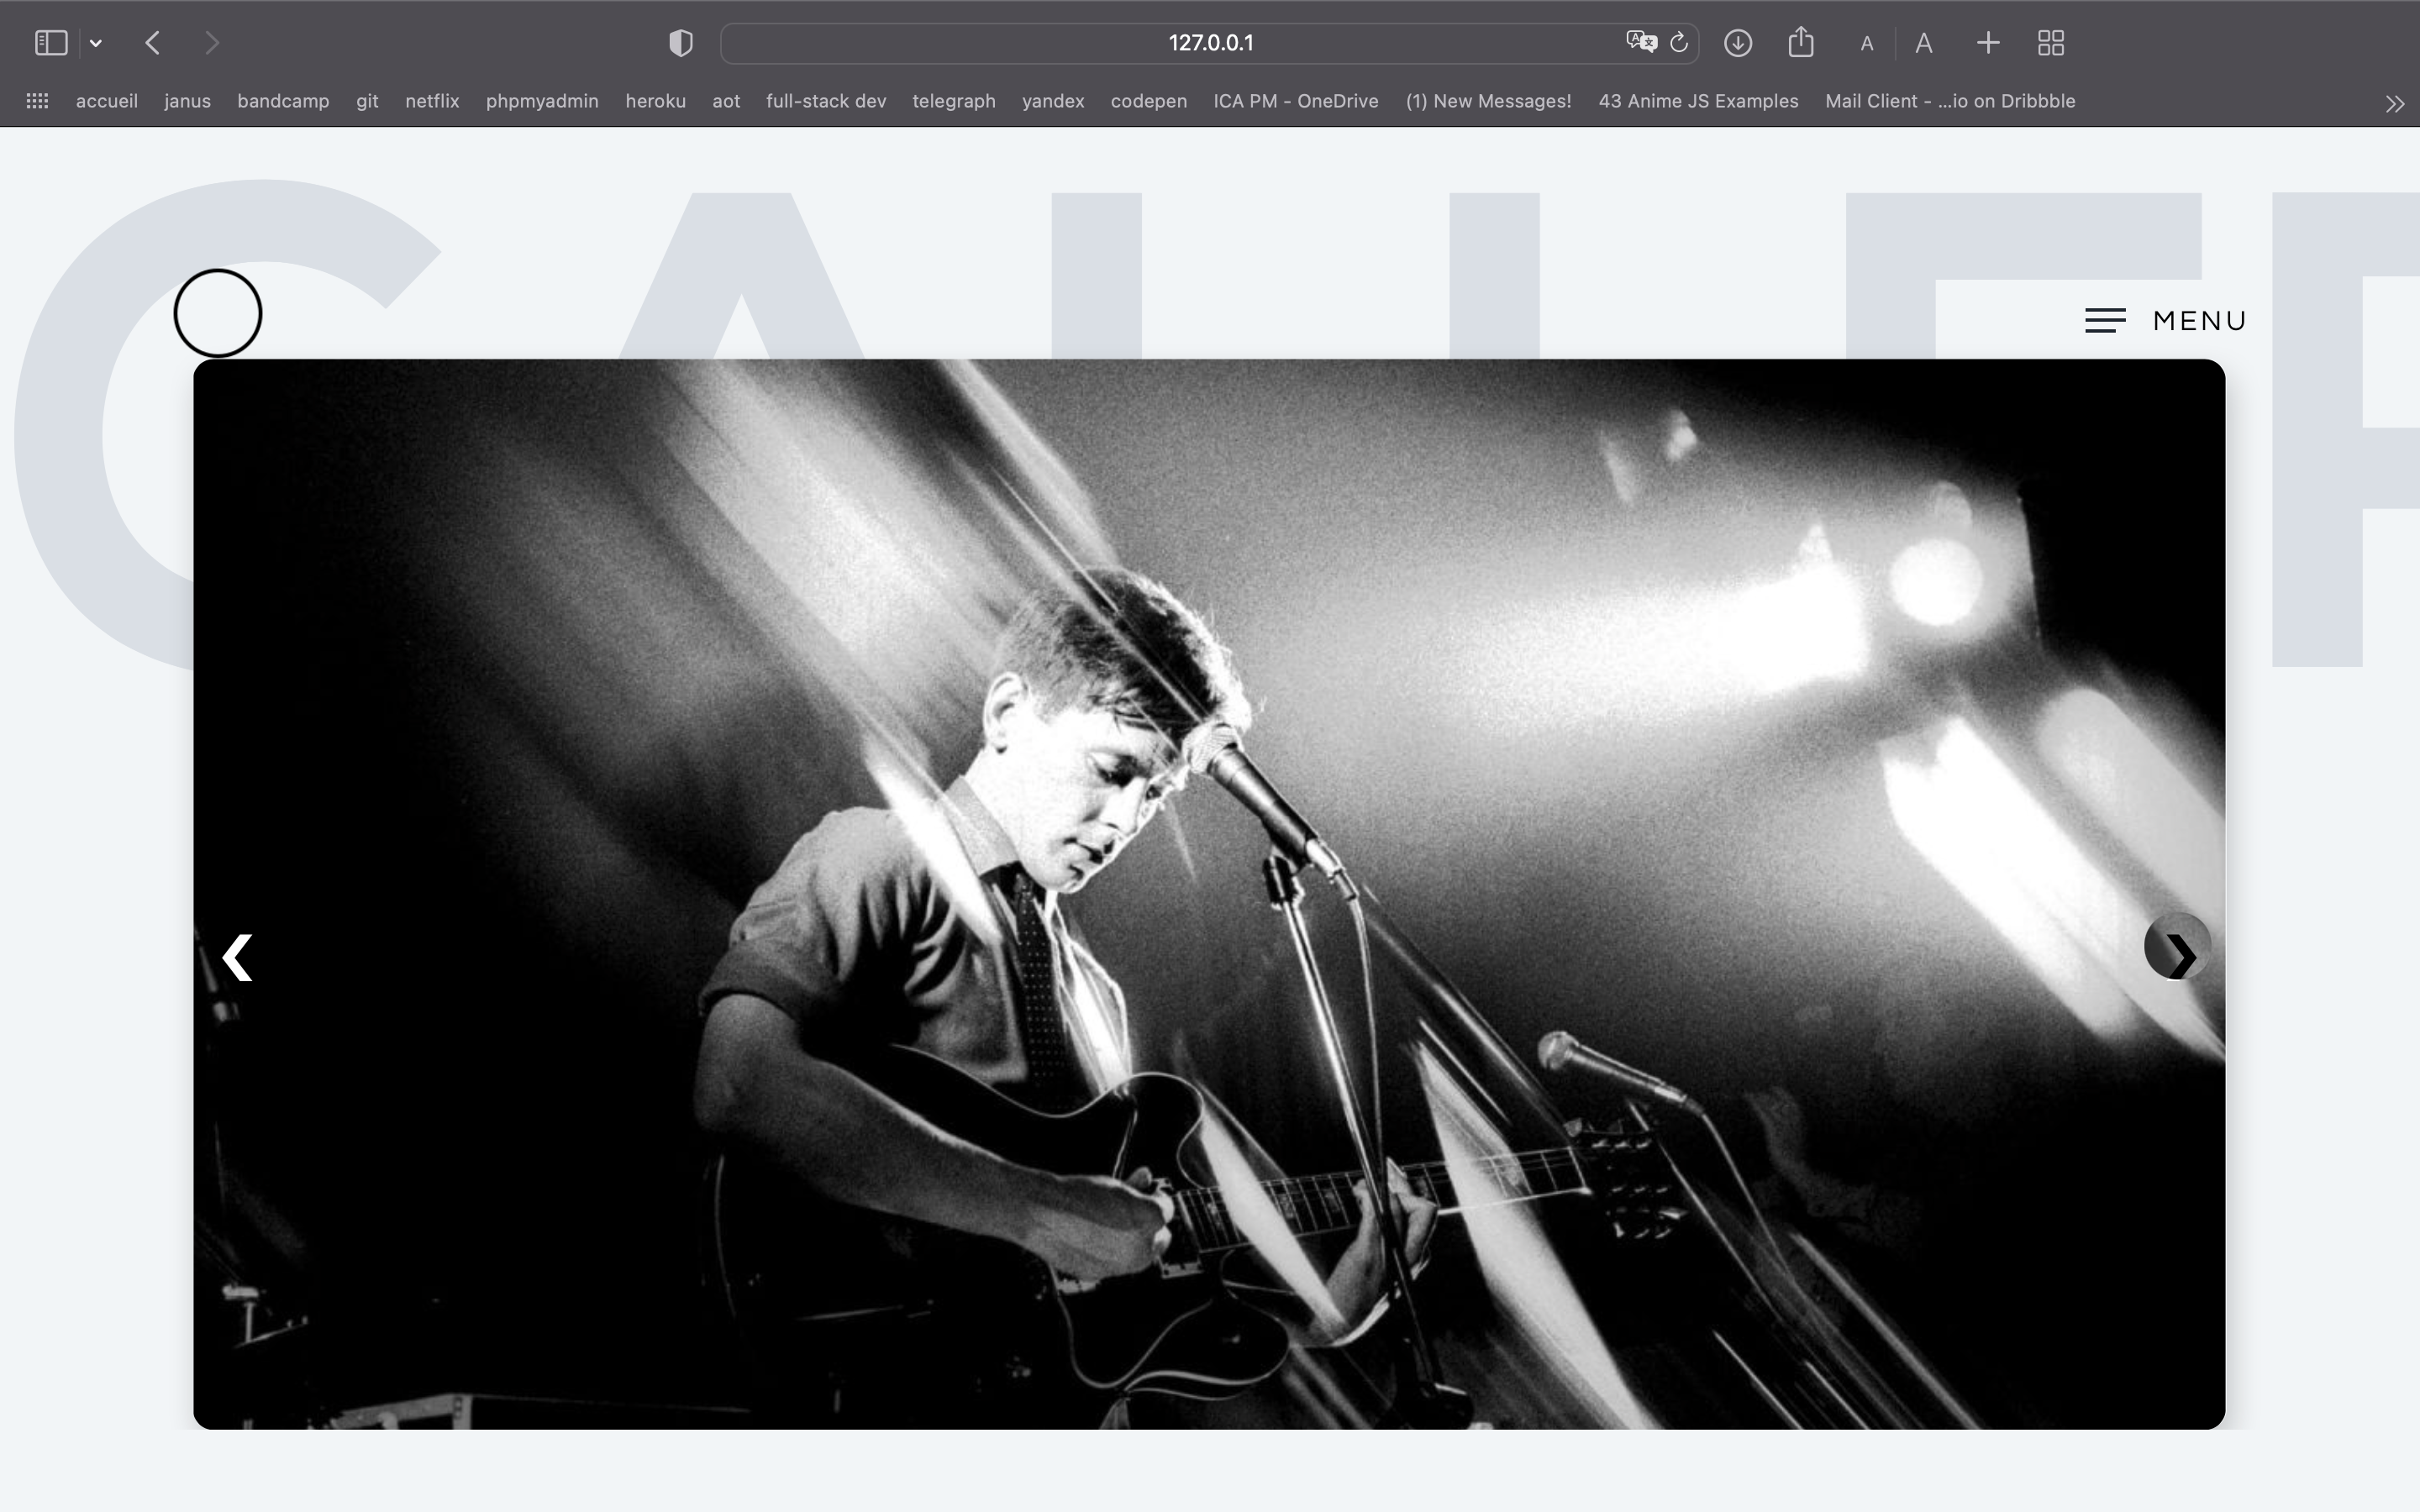 127.0.0.1
A A
accueil janus bandcamp git netflix phpmyadmin heroku aot full-stack dev telegraph yandex codepen ICA PM - OneDrive (1) New Messages! 43 Anime JS Examples Mail Client - ...io on Dribbble
MENU